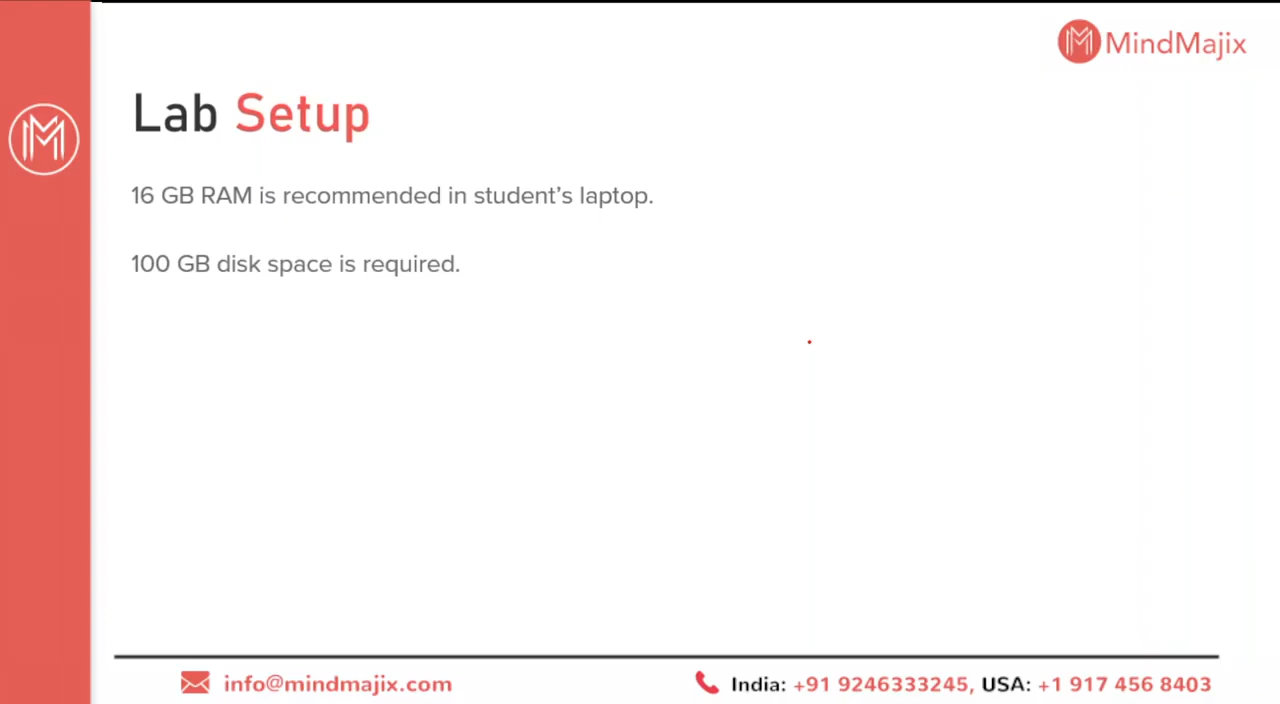 MindMajix
Lab Setup
16 GB RAM is recommended in student’s laptop.
100 GB disk space is required.
info@mindmajix.com
India: +91 9246333245, USA: +1 917 456 8403